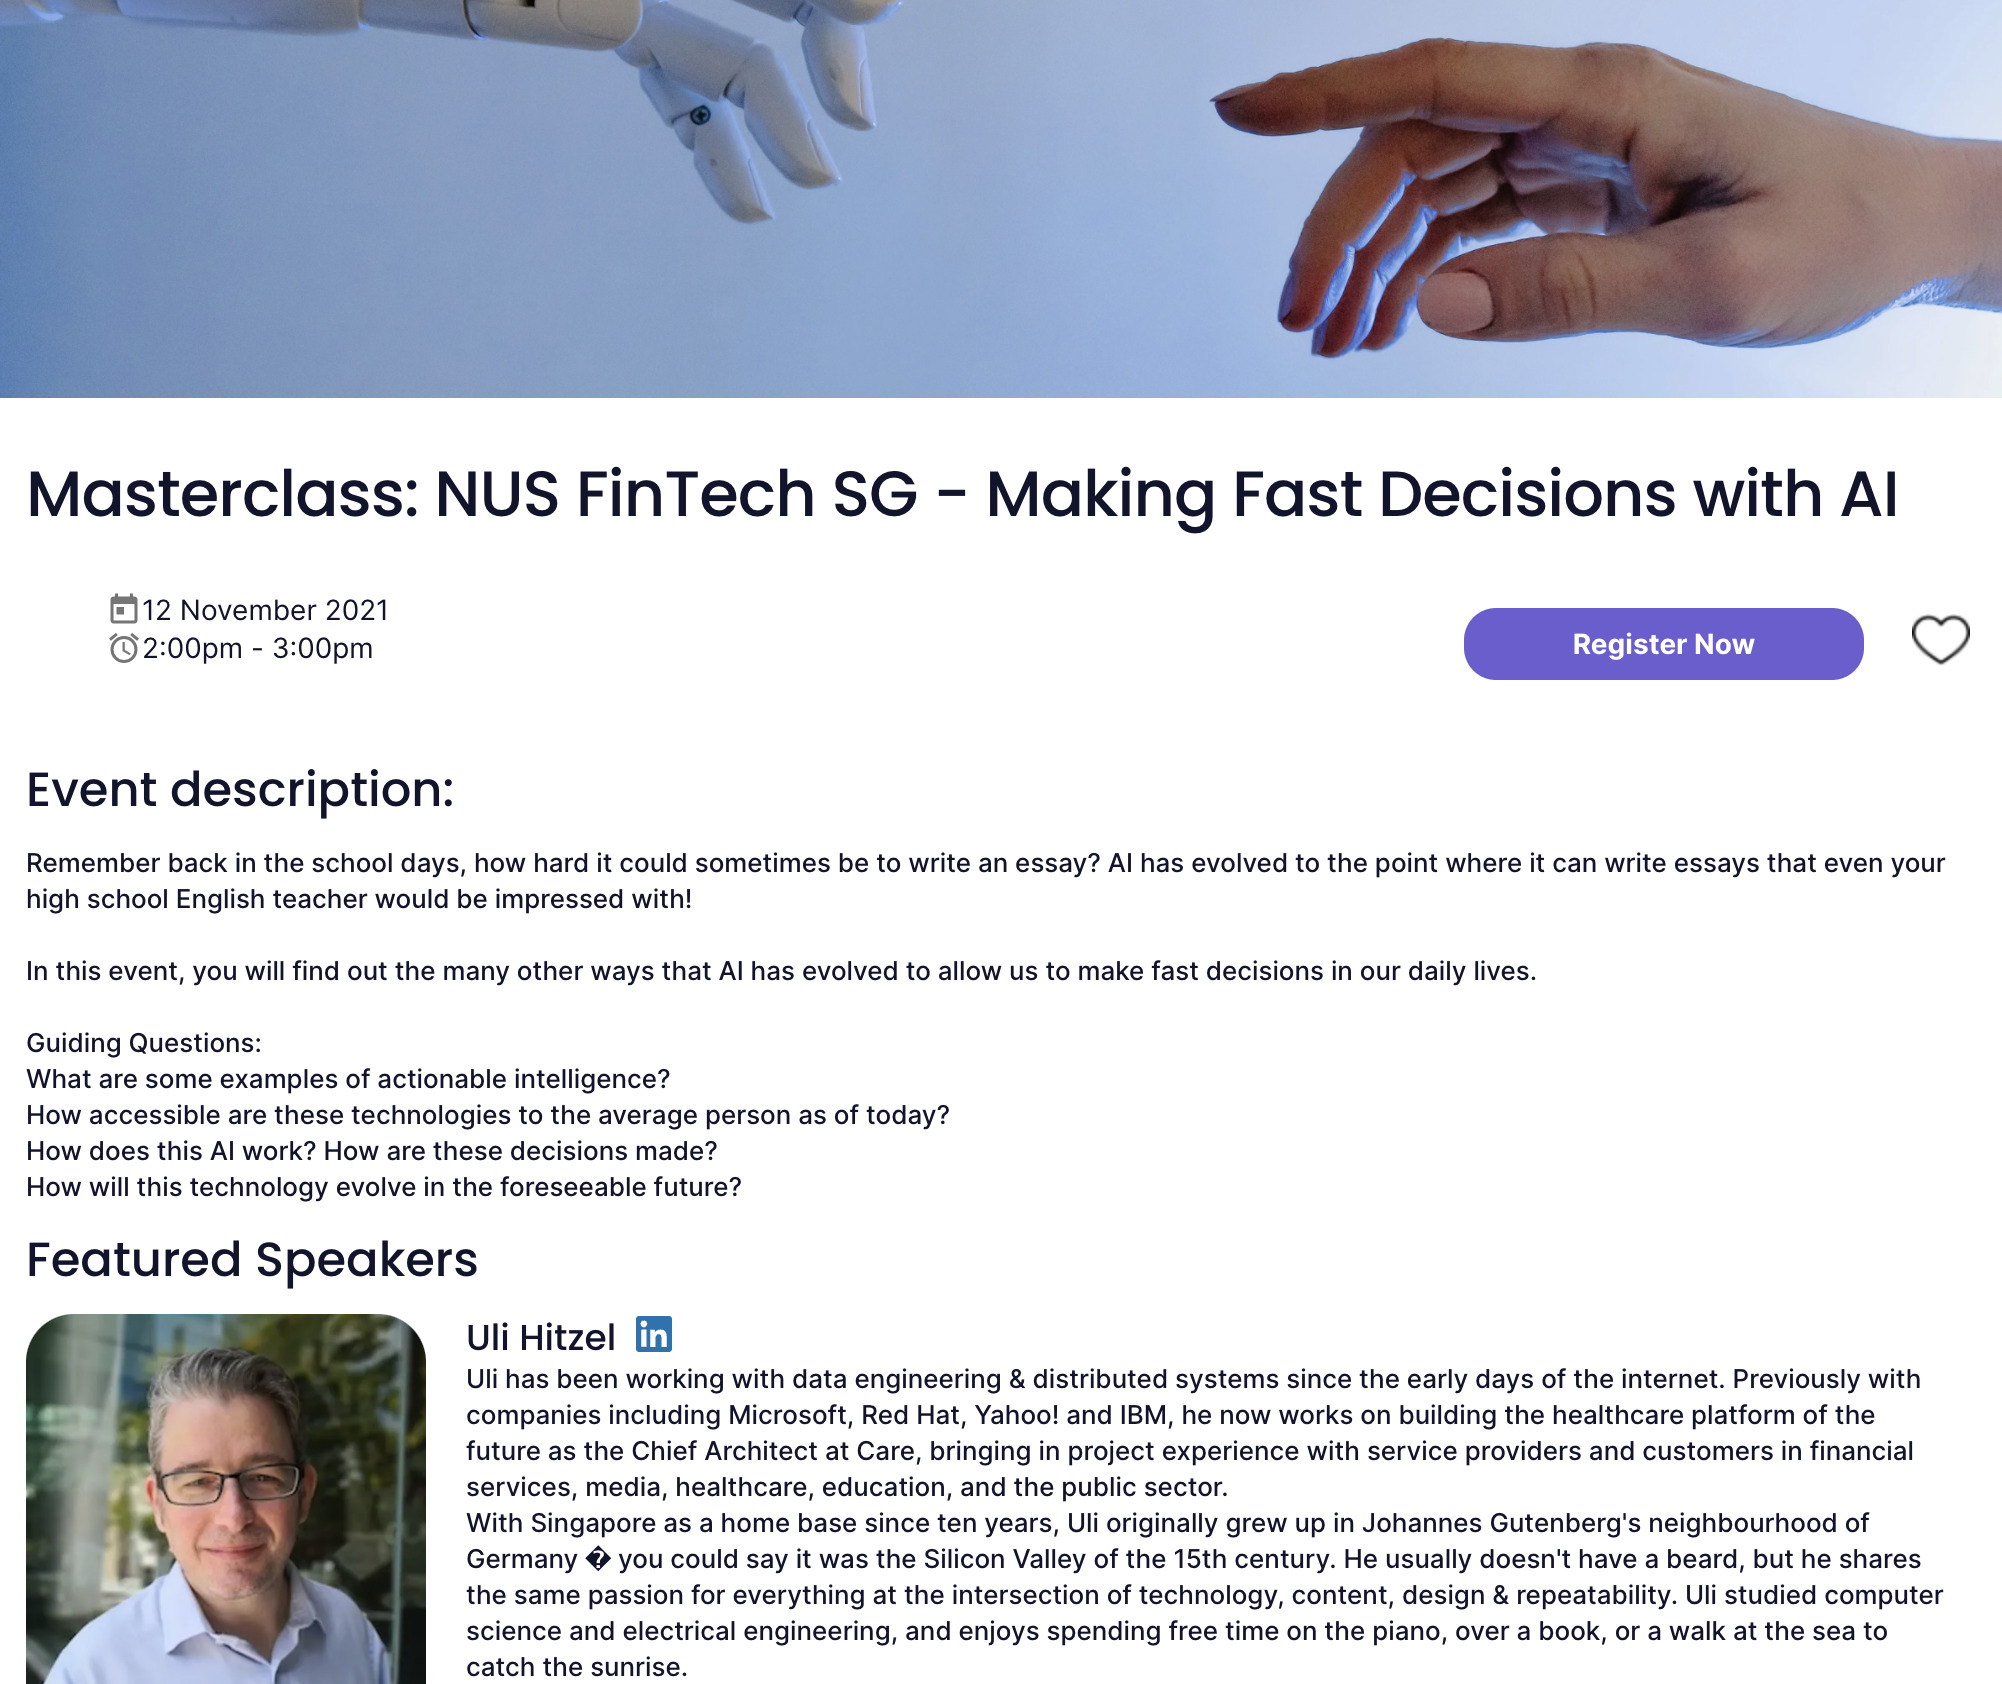 Masterclass: NUS FinTech SG - Making Fast Decisions with AI
12 November 2021
2:00pm - 3:00pm
Register Now
Event description:
Remember back in the school days, how hard it could sometimes be to write an essay? AI has evolved to the point where it can write essays that even your
high school English teacher would be impressed with!
In this event, you will find out the many other ways that AI has evolved to allow us to make fast decisions in our daily lives.
Guiding Questions:
What are some examples of actionable intelligence?
How accessible are these technologies to the average person as of today?
How does this AI work? How are these decisions made?
How will this technology evolve in the foreseeable future?
Featured Speakers
Uli Hitzel in
Uli has been working with data engineering & distributed systems since the early days of the internet. Previously with
companies including Microsoft, Red Hat, Yahoo! and IBM, he now works on building the healthcare platform of the
future as the Chief Architect at Care, bringing in project experience with service providers and customers in financial
services, media, healthcare, education, and the public sector.
With Singapore as a home base since ten years, Uli originally grew up in Johannes Gutenberg's neighbourhood of
Germany � you could say it was the Silicon Valley of the 15th century. He usually doesn't have a beard, but he shares
the same passion for everything at the intersection of technology, content, design & repeatability. Uli studied computer
science and electrical engineering, and enjoys spending free time on the piano, over a book, or a walk at the sea to
catch the sunrise.